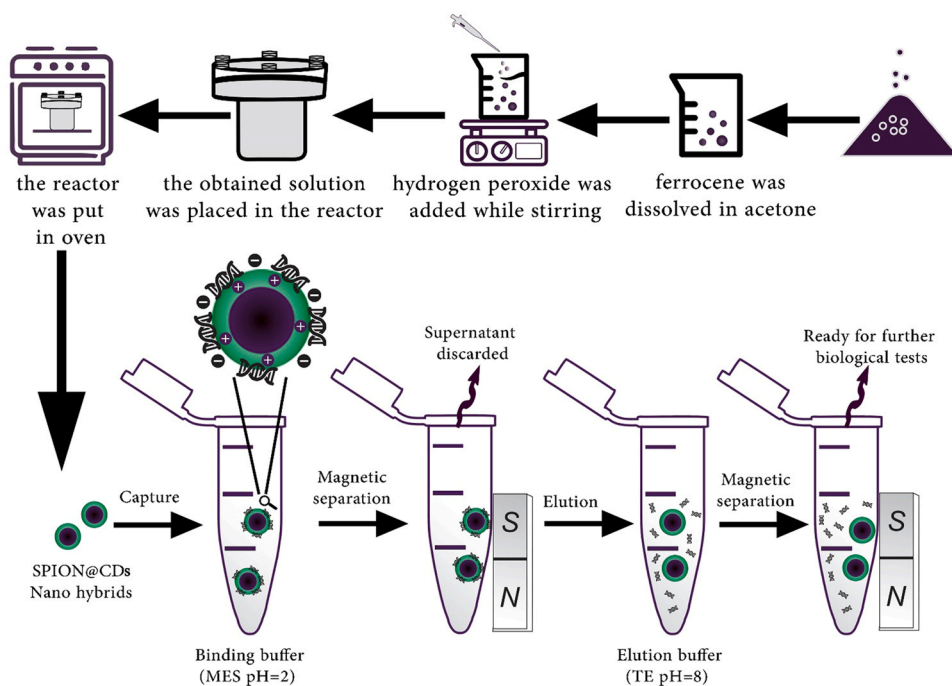 the reactor
was put
in oven
the obtained solution
was placed in the reactor
hydrogen peroxide was
added while stirring
ferrocene was
dissolved in acetone
Supernatant
discarded
Ready for further
biological tests
Capture
Magnetic
separation
Elution
Magnetic
separation
S
N
S
N
SPION@CDs
Nano hybrids
Binding buffer
(MES pH=2)
Elution buffer
(TE pH=8)